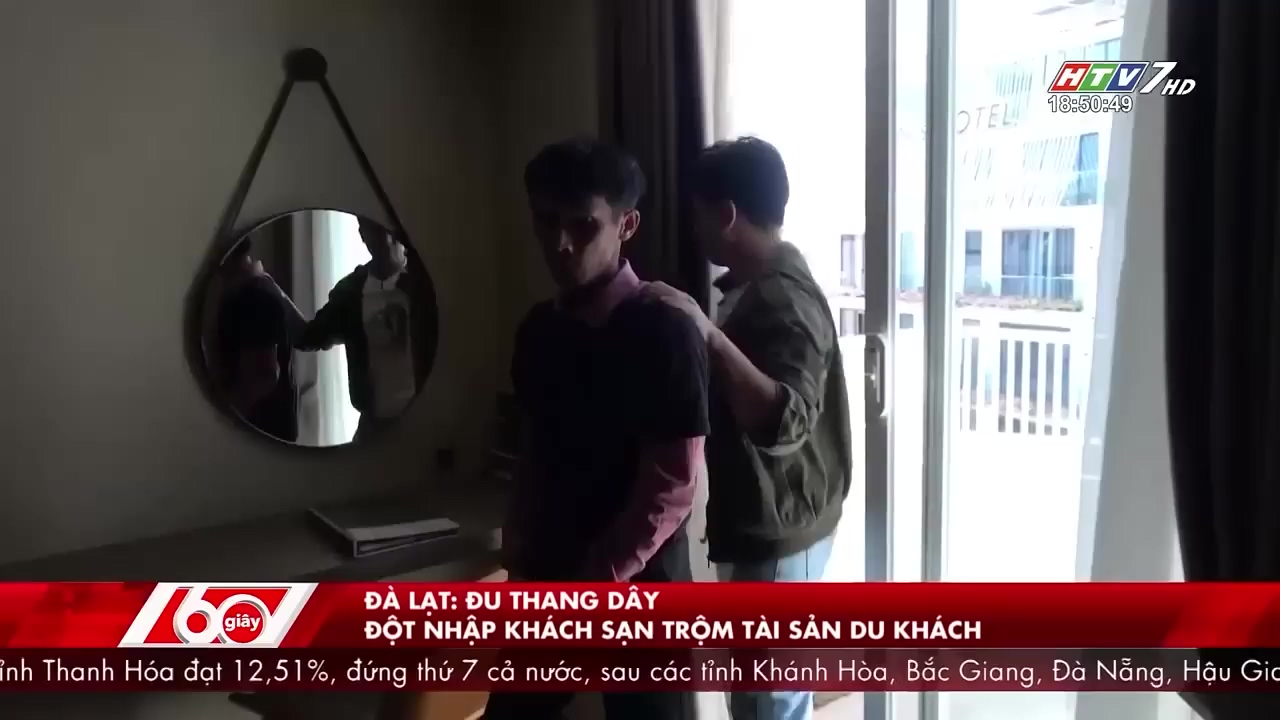 HTV7 HD
18:50:49
OTEL
60 giây
ĐÀ LẠT: ĐU THANG DÂY
ĐỘT NHẬP KHÁCH SẠN TRỘM TÀI SẢN DU KHÁCH
ỉnh Thanh Hóa đạt 12,51%, đứng thứ 7 cả nước, sau các tỉnh Khánh Hòa, Bắc Giang, Đà Nẵng, Hậu Gia